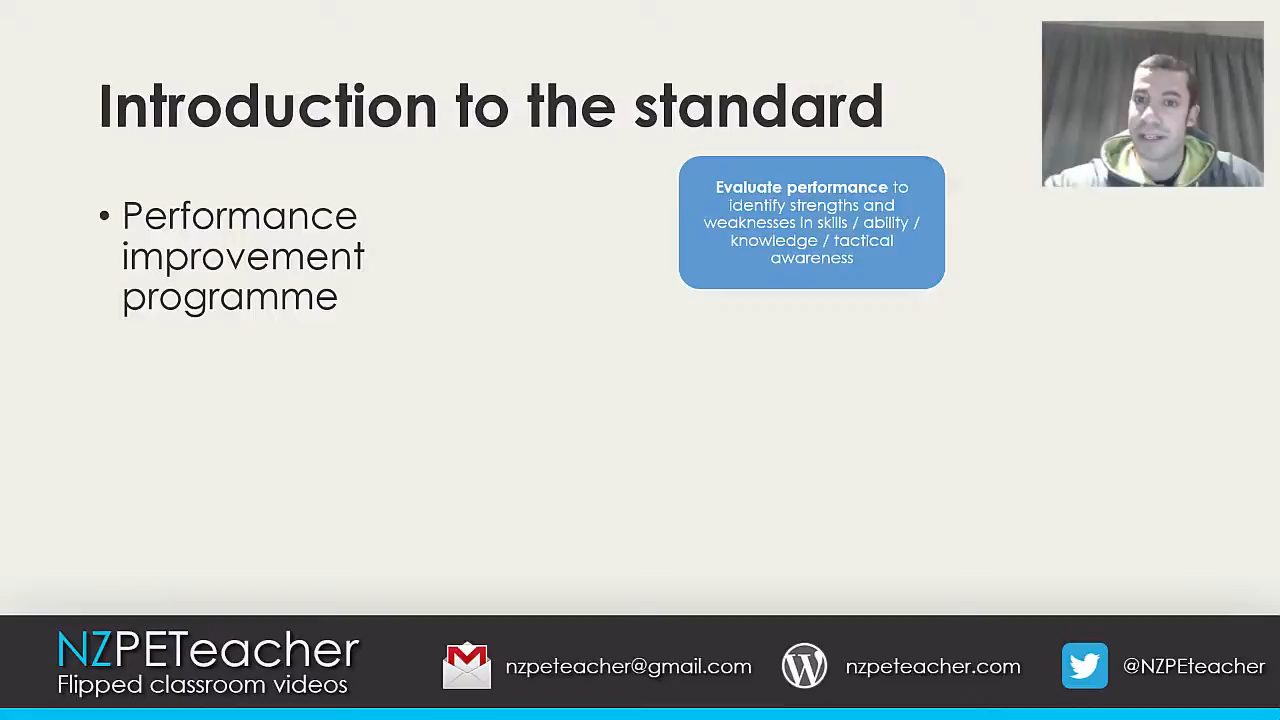 Introduction to the standard
• Performance
improvement
programme
Evaluate performance to
identify strengths and
weaknesses in skills / ability /
knowledge / tactical
awareness
NZPETeacher
Flipped classroom videos
nzpeteacher@gmail.com
nzpeteacher.com
@NZPEteacher